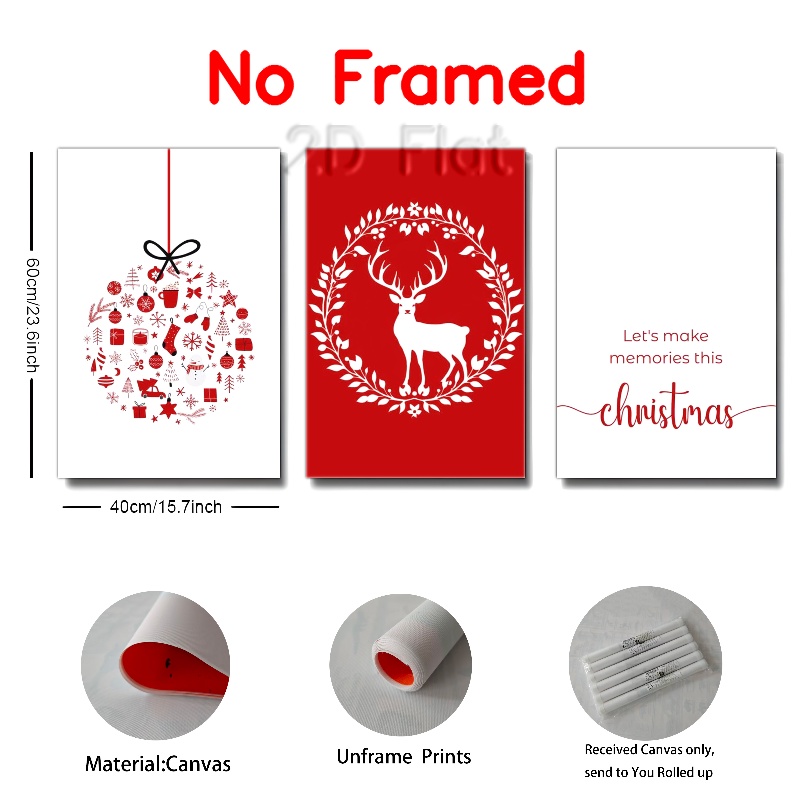 No Framed
2D Flat
60cm/23.6inch
Let's make
memories this
christmas
40cm/15.7inch
Material:Canvas
Unframe Prints
Received Canvas only,
send to You Rolled up